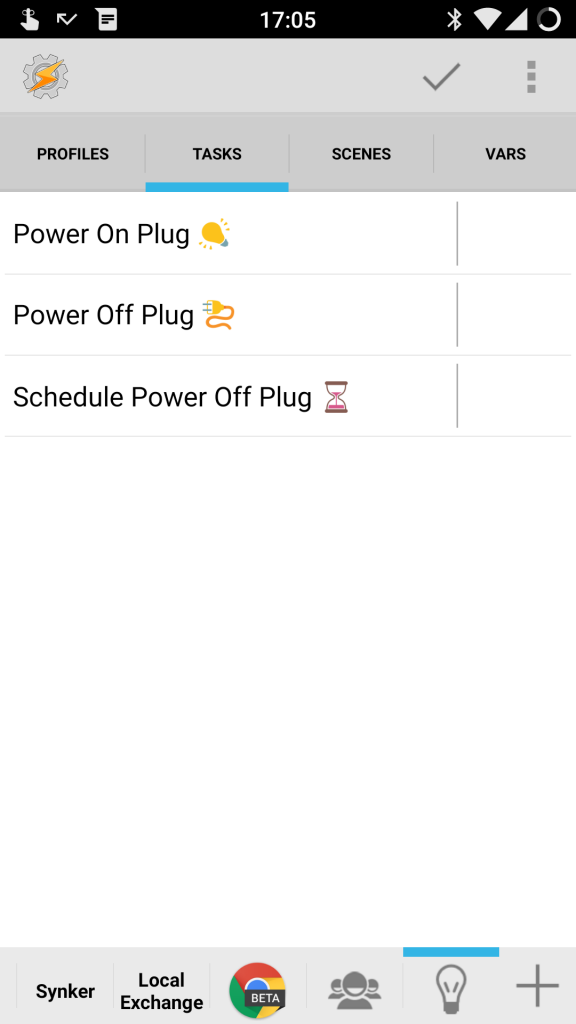 17:05
PROFILES
TASKS
SCENES
VARS
Power On Plug
Power Off Plug
Schedule Power Off Plug
Synker
Local
Exchange
BETA